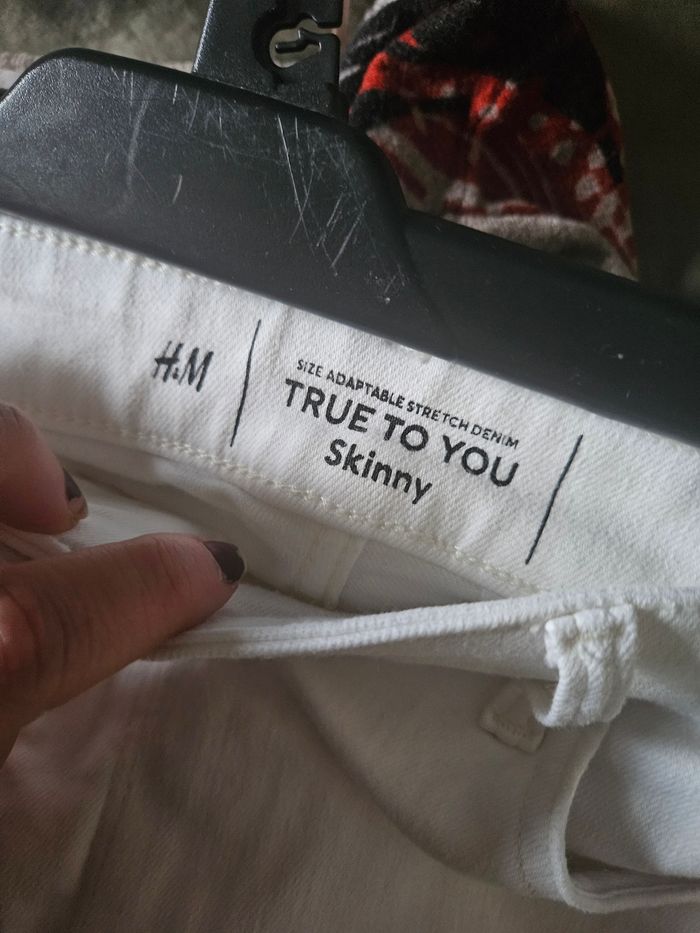 H&M
SIZE ADAPTABLE STRETCH DENIM
TRUE TO YOU
Skinny